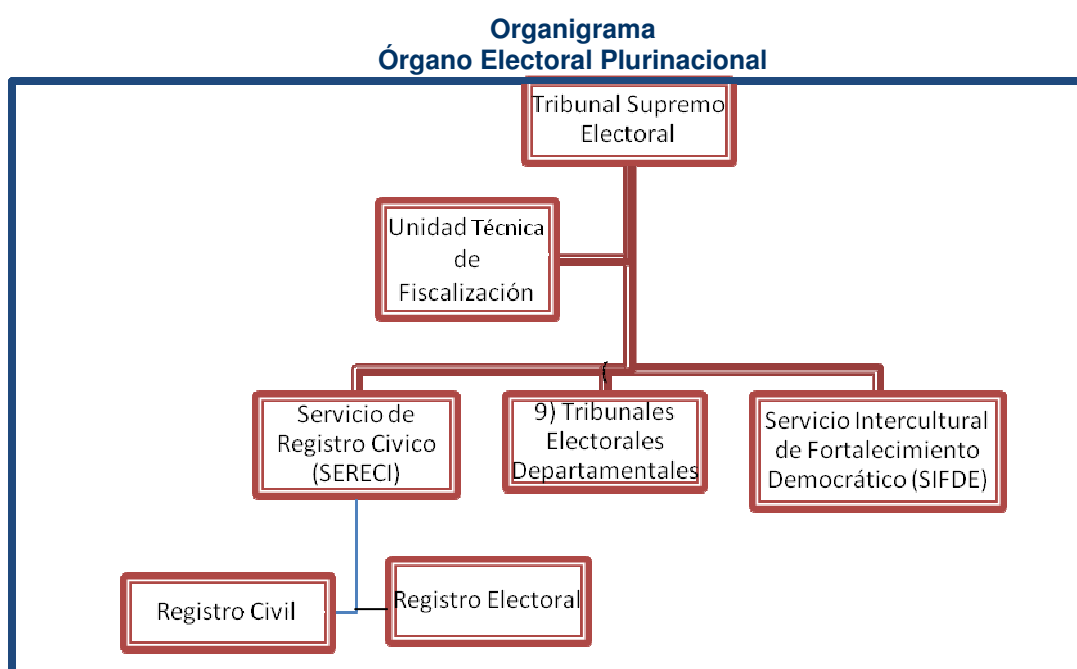 Organigrama
Órgano Electoral Plurinacional
Tribunal Supremo
Electoral
Unidad Técnica
de
Fiscalización
Servicio de
Registro Civico
(SERECI)
(
9) Tribunales
Electorales
Departamentales
Servicio Intercultural
de Fortalecimiento
Democrático (SIFDE)
Registro Civil
Registro Electoral